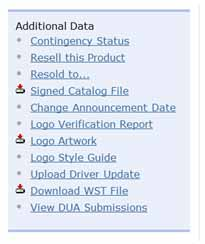 Additional Data
Contingency Status
Resell this Product
Resold to...
Signed Catalog File
Change Announcement Date
Logo Verification Report
Logo Artwork
Logo Style Guide
Upload Driver Update
Download WST File
View DUA Submissions